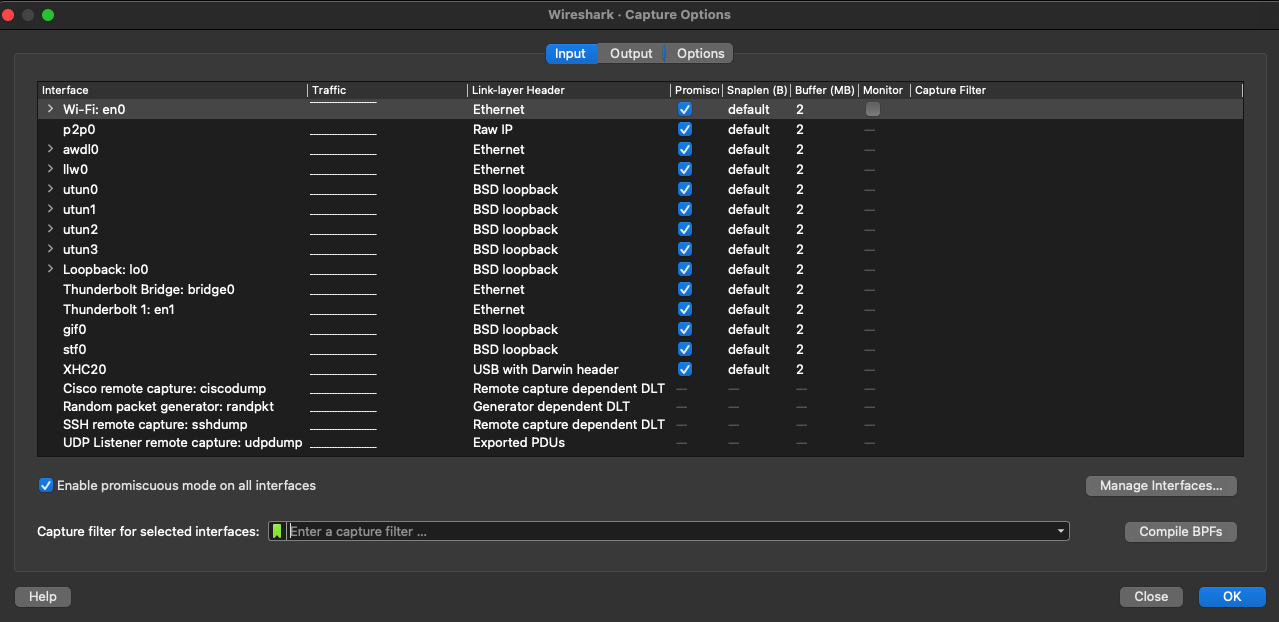 Wireshark · Capture Options
Input Output Options
Interface Traffic Link-layer Header Promisc Snaplen (B) Buffer (MB) Monitor Capture Filter
Wi-Fi: en0 Ethernet default 2
p2p0 Raw IP default 2 —
awdl0 Ethernet default 2 —
llw0 Ethernet default 2 —
utun0 BSD loopback default 2 —
utun1 BSD loopback default 2 —
utun2 BSD loopback default 2 —
utun3 BSD loopback default 2 —
Loopback: lo0 BSD loopback default 2 —
Thunderbolt Bridge: bridge0 Ethernet default 2 —
Thunderbolt 1: en1 Ethernet default 2 —
gif0 BSD loopback default 2 —
stf0 BSD loopback default 2 —
XHC20 USB with Darwin header default 2 —
Cisco remote capture: ciscodump Remote capture dependent DLT — — — —
Random packet generator: randpkt Generator dependent DLT — — — —
SSH remote capture: sshdump Remote capture dependent DLT — — — —
UDP Listener remote capture: udpdump Exported PDUs — — — —
Enable promiscuous mode on all interfaces Manage Interfaces...
Capture filter for selected interfaces: Enter a capture filter ... Compile BPFs
Help Close OK